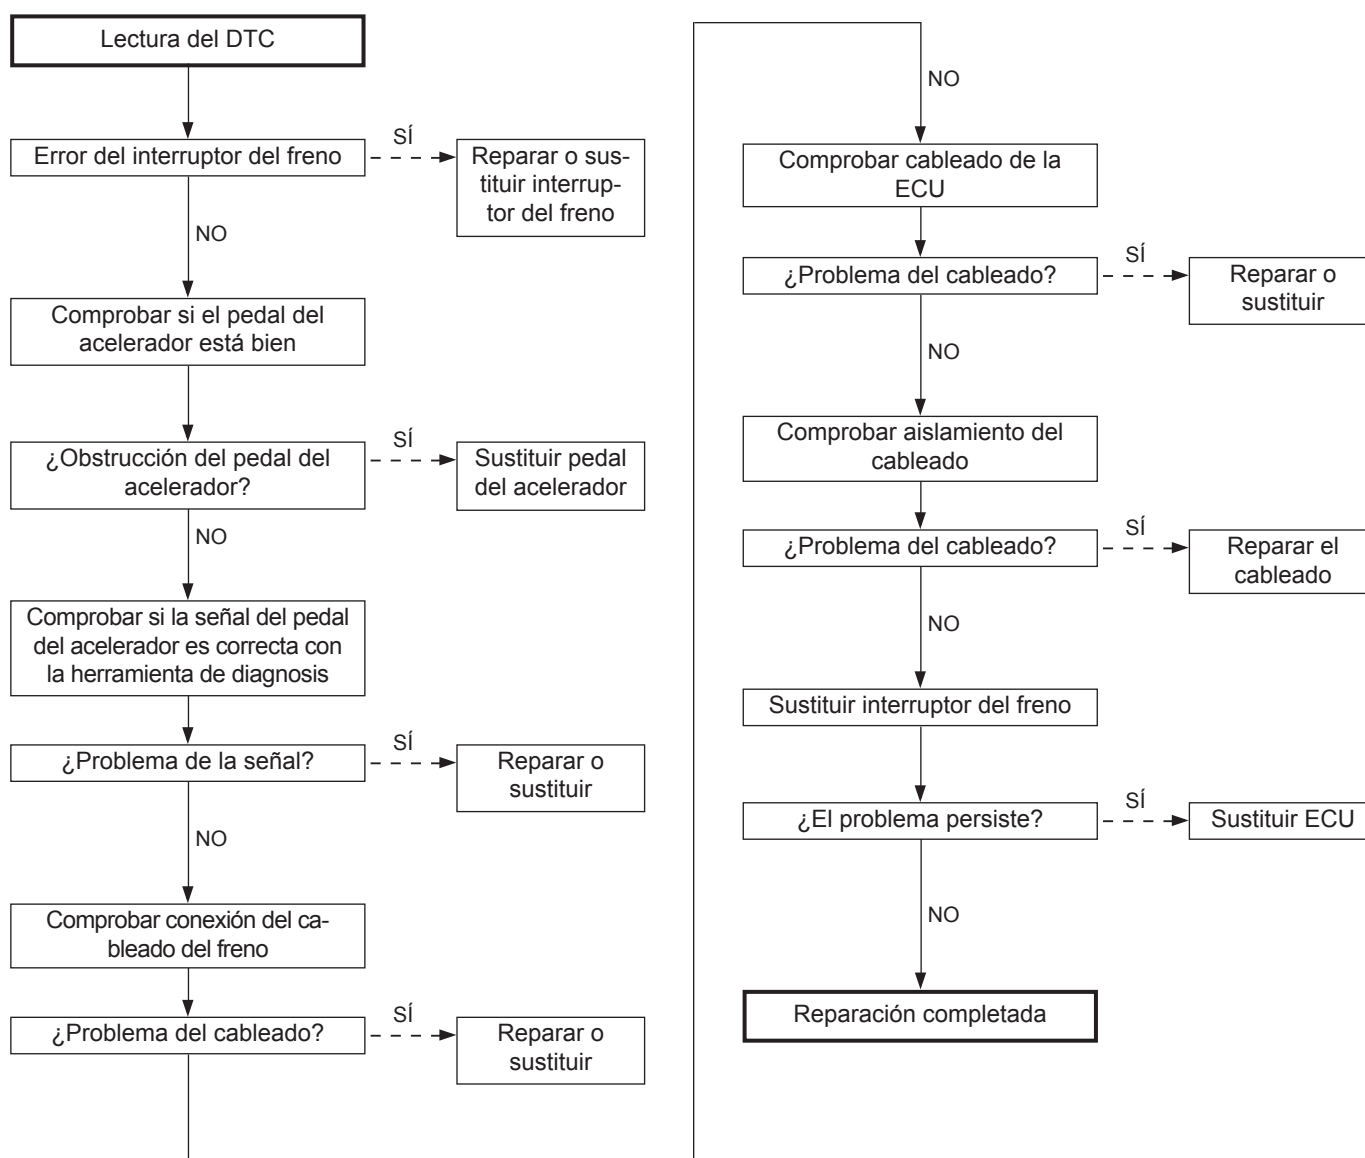 Lectura del DTC
Error del interruptor del freno
SÍ
Reparar o sus-
tituir interrup-
tor del freno
NO
Comprobar si el pedal del
acelerador está bien
¿Obstrucción del pedal del
acelerador?
SÍ
Sustituir pedal
del acelerador
NO
Comprobar si la señal del pedal
del acelerador es correcta con
la herramienta de diagnosis
¿Problema de la señal?
SÍ
Reparar o
sustituir
NO
Comprobar conexión del ca-
bleado del freno
¿Problema del cableado?
SÍ
Reparar o
sustituir
NO
Comprobar cableado de la
ECU
¿Problema del cableado?
SÍ
Reparar o
sustituir
NO
Comprobar aislamiento del
cableado
¿Problema del cableado?
SÍ
Reparar el
cableado
NO
Sustituir interruptor del freno
¿El problema persiste?
SÍ
Sustituir ECU
NO
Reparación completada